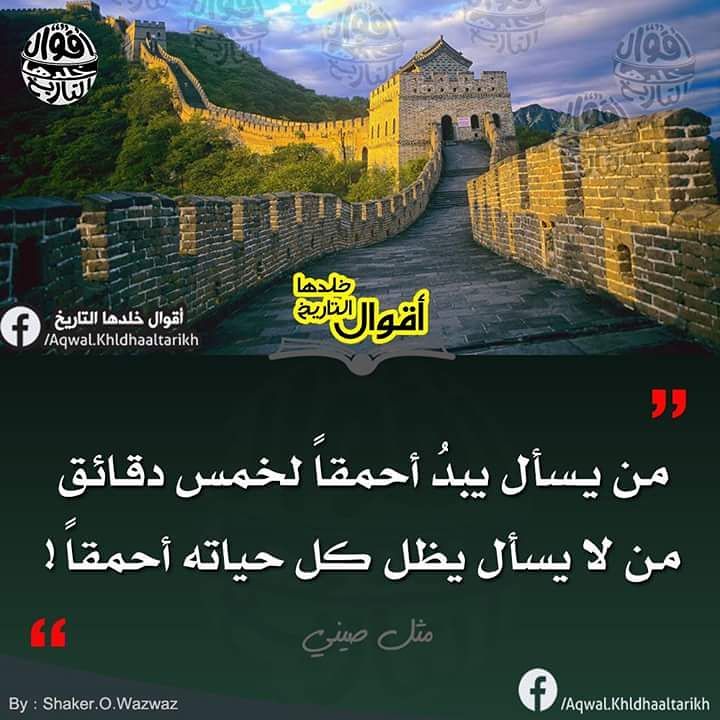 أقوال
خلدها
التاريخ
أقوال خلدها التاريخ
/Aqwal.Khldhaaltarikh
خلدها
أقوال التاريخ
”
من يسأل يبدُ أحمقاً لخمس دقائق
من لا يسأل يظل كل حياته أحمقاً !
“
مثل صيني
By : Shaker.O.Wazwaz
/Aqwal.Khldhaaltarikh